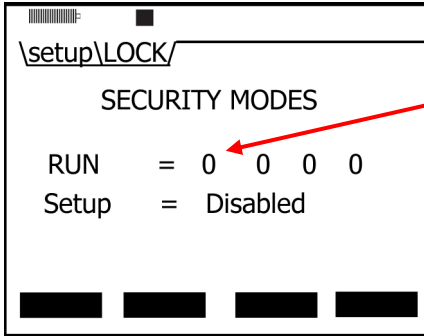 \setup\LOCK/
SECURITY MODES
RUN = 0 0 0 0
Setup = Disabled